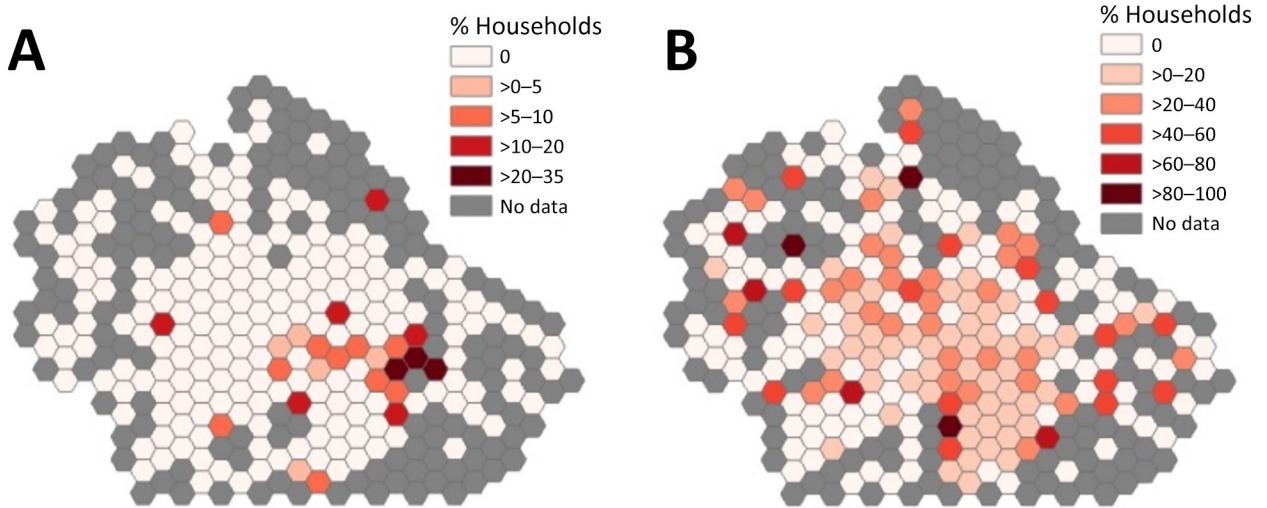 A
% Households
0
>0–5
>5–10
>10–20
>20–35
No data
B
% Households
0
>0–20
>20–40
>40–60
>60–80
>80–100
No data